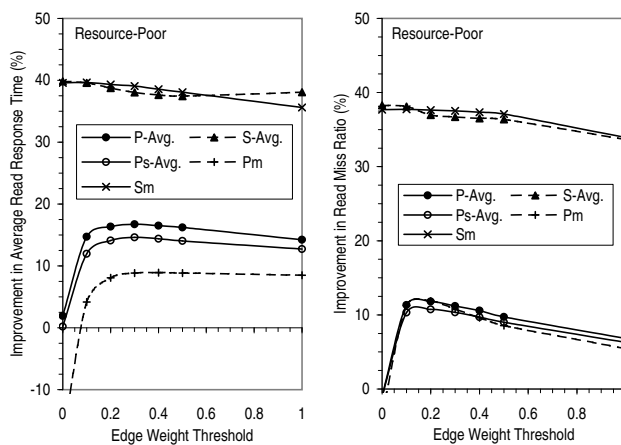 Improvement in Average Read Response Time (%)
50
40
30
20
10
0
-10
Resource-Poor
P-Avg.
S-Avg.
Ps-Avg.
Pm
Sm
0
0.2
0.4
0.6
0.8
1
Edge Weight Threshold
Improvement in Read Miss Ratio (%)
50
40
30
20
10
0
Resource-Poor
P-Avg.
S-Avg.
Ps-Avg.
Pm
Sm
0
0.2
0.4
0.6
0.8
Edge Weight Threshold